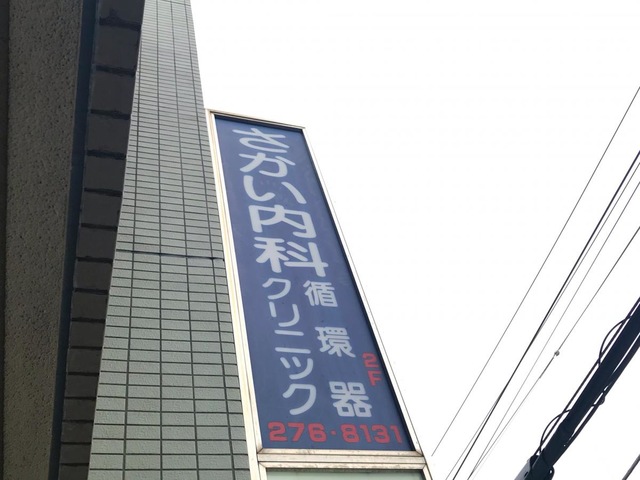 さかい内科
循環器
クリニック
2F
276-8131